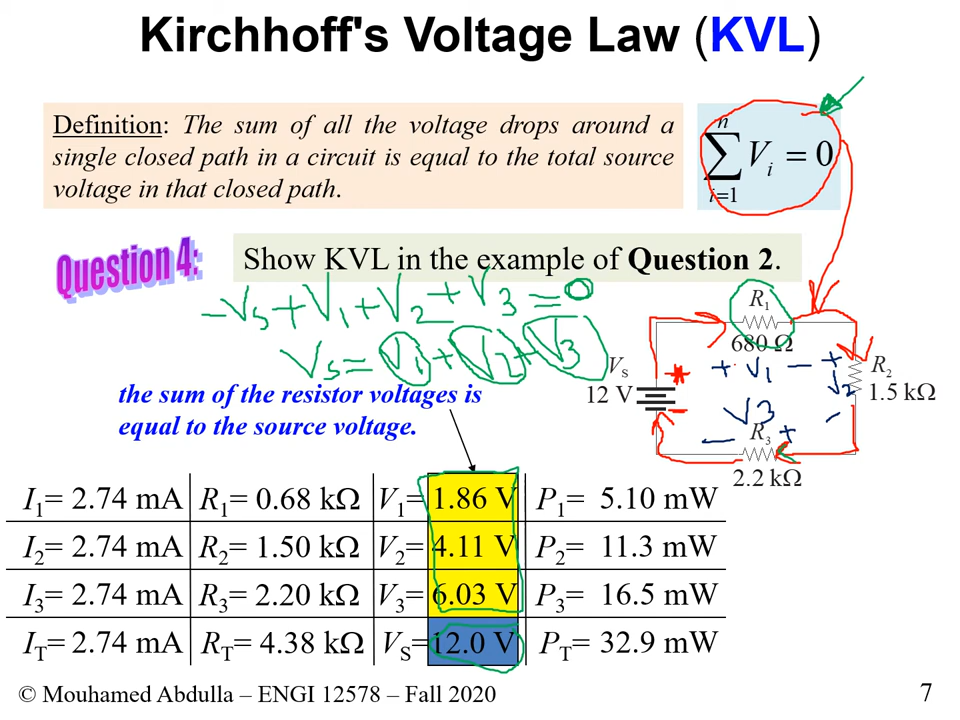 Kirchhoff's Voltage Law (KVL)
Definition: The sum of all the voltage drops around a
single closed path in a circuit is equal to the total source
voltage in that closed path.
n
∑ Vi = 0
i=1
Question 4:
Show KVL in the example of Question 2.
-Vs + V1 + V2 + V3 = 0
Vs = V1 + V2 + V3
the sum of the resistor voltages is
equal to the source voltage.
R1
680 Ω
VS
12 V
+ V1 -
+
V2
-
R2
1.5 kΩ
V3
- +
R3
2.2 kΩ
I1= 2.74 mA R1= 0.68 kΩ V1= 1.86 V P1= 5.10 mW
I2= 2.74 mA R2= 1.50 kΩ V2= 4.11 V P2= 11.3 mW
I3= 2.74 mA R3= 2.20 kΩ V3= 6.03 V P3= 16.5 mW
IT= 2.74 mA RT= 4.38 kΩ VS= 12.0 V PT= 32.9 mW
© Mouhamed Abdulla – ENGI 12578 – Fall 2020
7